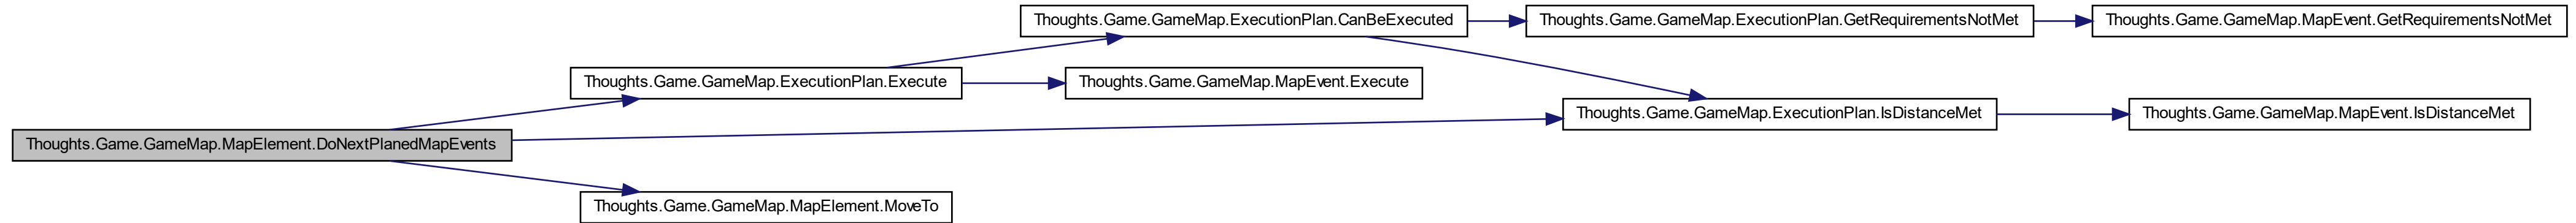 Thoughts.Game.GameMap.ExecutionPlan.CanBeExecuted
Thoughts.Game.GameMap.ExecutionPlan.GetRequirementsNotMet
Thoughts.Game.GameMap.MapEvent.GetRequirementsNotMet
Thoughts.Game.GameMap.ExecutionPlan.Execute
Thoughts.Game.GameMap.MapEvent.Execute
Thoughts.Game.GameMap.ExecutionPlan.IsDistanceMet
Thoughts.Game.GameMap.MapEvent.IsDistanceMet
Thoughts.Game.GameMap.MapElement.DoNextPlanedMapEvents
Thoughts.Game.GameMap.MapElement.MoveTo